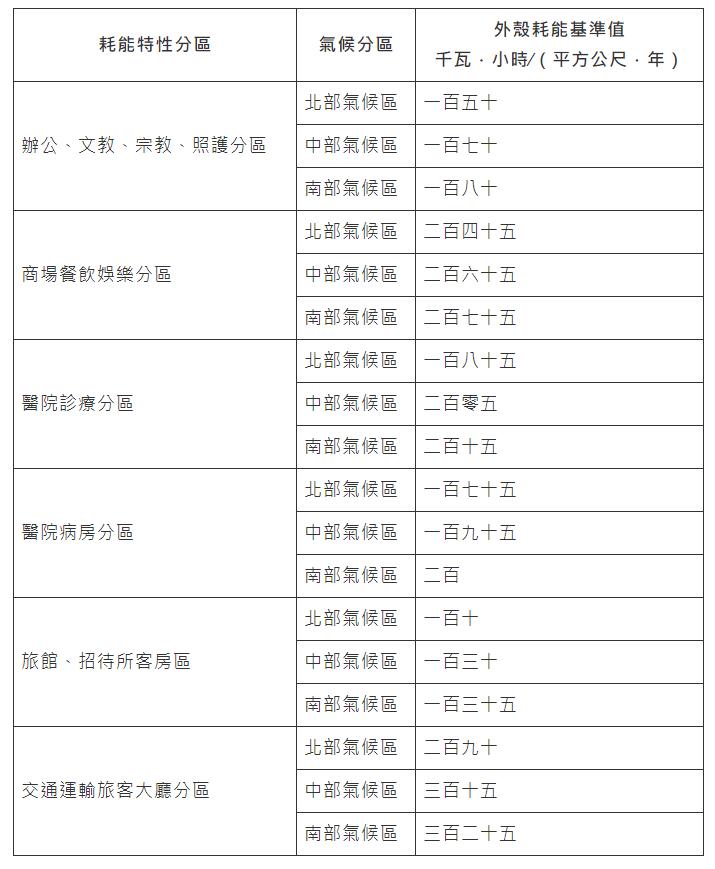 耗能特性分區
氣候分區
外殼耗能基準值
千瓦．小時/（平方公尺．年）
辦公、文教、宗教、照護分區
北部氣候區
一百五十
中部氣候區
一百七十
南部氣候區
一百八十
商場餐飲娛樂分區
北部氣候區
二百四十五
中部氣候區
二百六十五
南部氣候區
二百七十五
醫院診療分區
北部氣候區
一百八十五
中部氣候區
二百零五
南部氣候區
二百十五
醫院病房分區
北部氣候區
一百七十五
中部氣候區
一百九十五
南部氣候區
二百
旅館、招待所客房區
北部氣候區
一百十
中部氣候區
一百三十
南部氣候區
一百三十五
交通運輸旅客大廳分區
北部氣候區
二百九十
中部氣候區
三百十五
南部氣候區
三百二十五